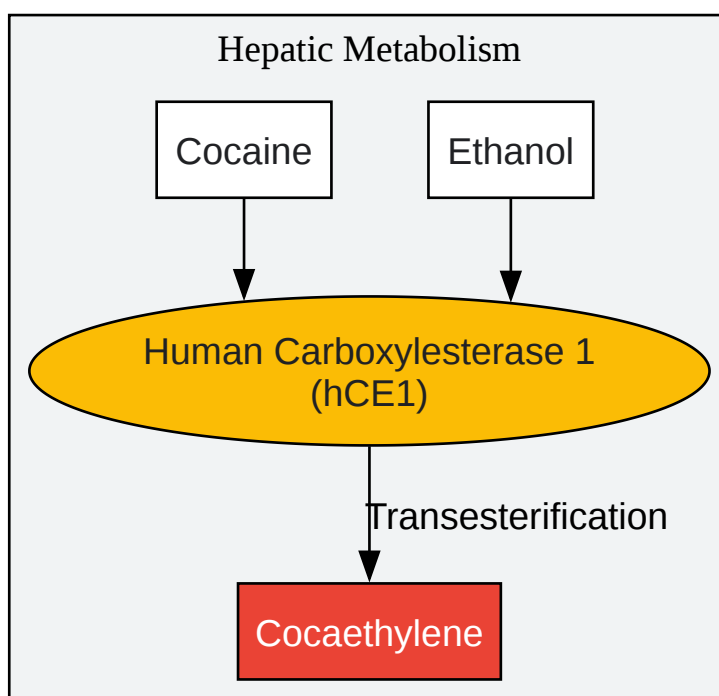 Hepatic Metabolism
Cocaine
Ethanol
Human Carboxylesterase 1
(hCE1)
Transesterification
Cocaethylene